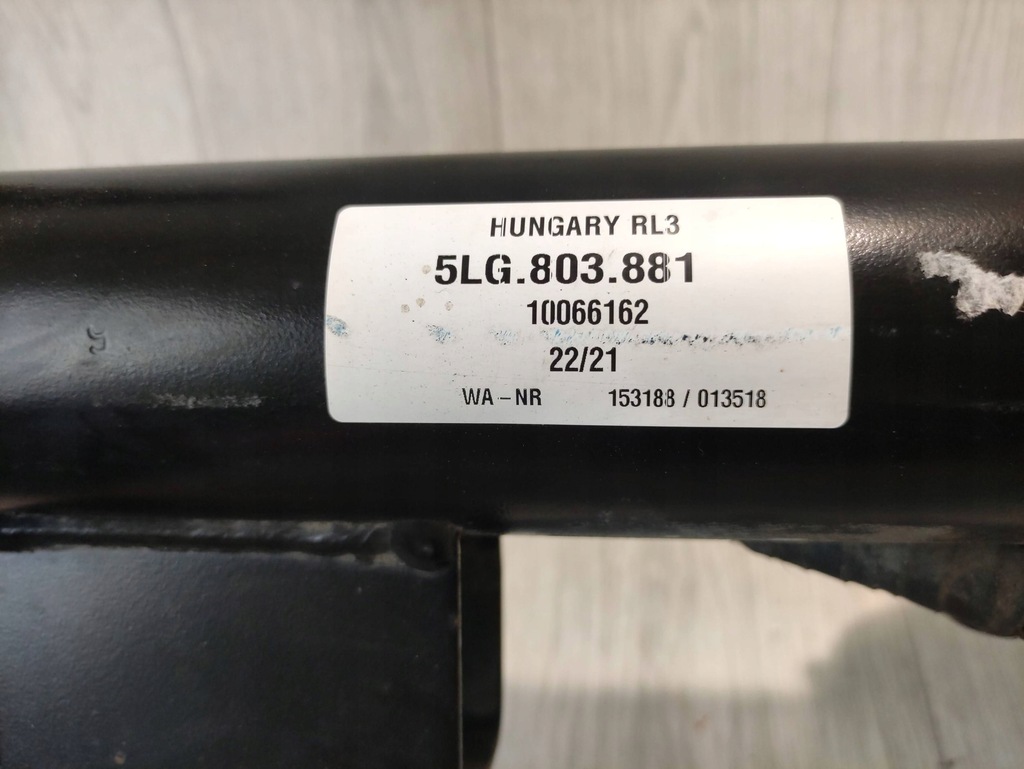 HUNGARY RL3
5LG.803.881
10066162
22/21
WA – NR 153188 / 013518